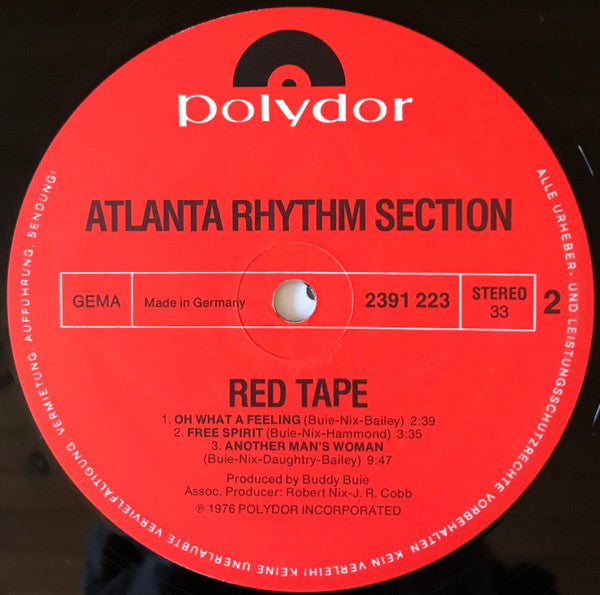 polydor
ATLANTA RHYTHM SECTION
GEMA
Made in Germany
2391 223
STEREO
33
2
RED TAPE
1. OH WHAT A FEELING (Buie-Nix-Bailey) 2:39
2. FREE SPIRIT (Buie-Nix-Hammond) 3:35
3. ANOTHER MAN'S WOMAN
(Buie-Nix-Daughtry-Bailey) 9:47
Produced by Buddy Buie
Assoc. Producer: Robert Nix-J. R. Cobb
℗ 1976 POLYDOR INCORPORATED
ALLE URHEBER- UND LEISTUNGSSCHUTZRECHTE VORBEHALTEN KEIN VERLEIH! KEINE UNERLAUBTE VERVIELFÄLTIGUNG, VERMIETUNG, AUFFÜHRUNG, SENDUNG!